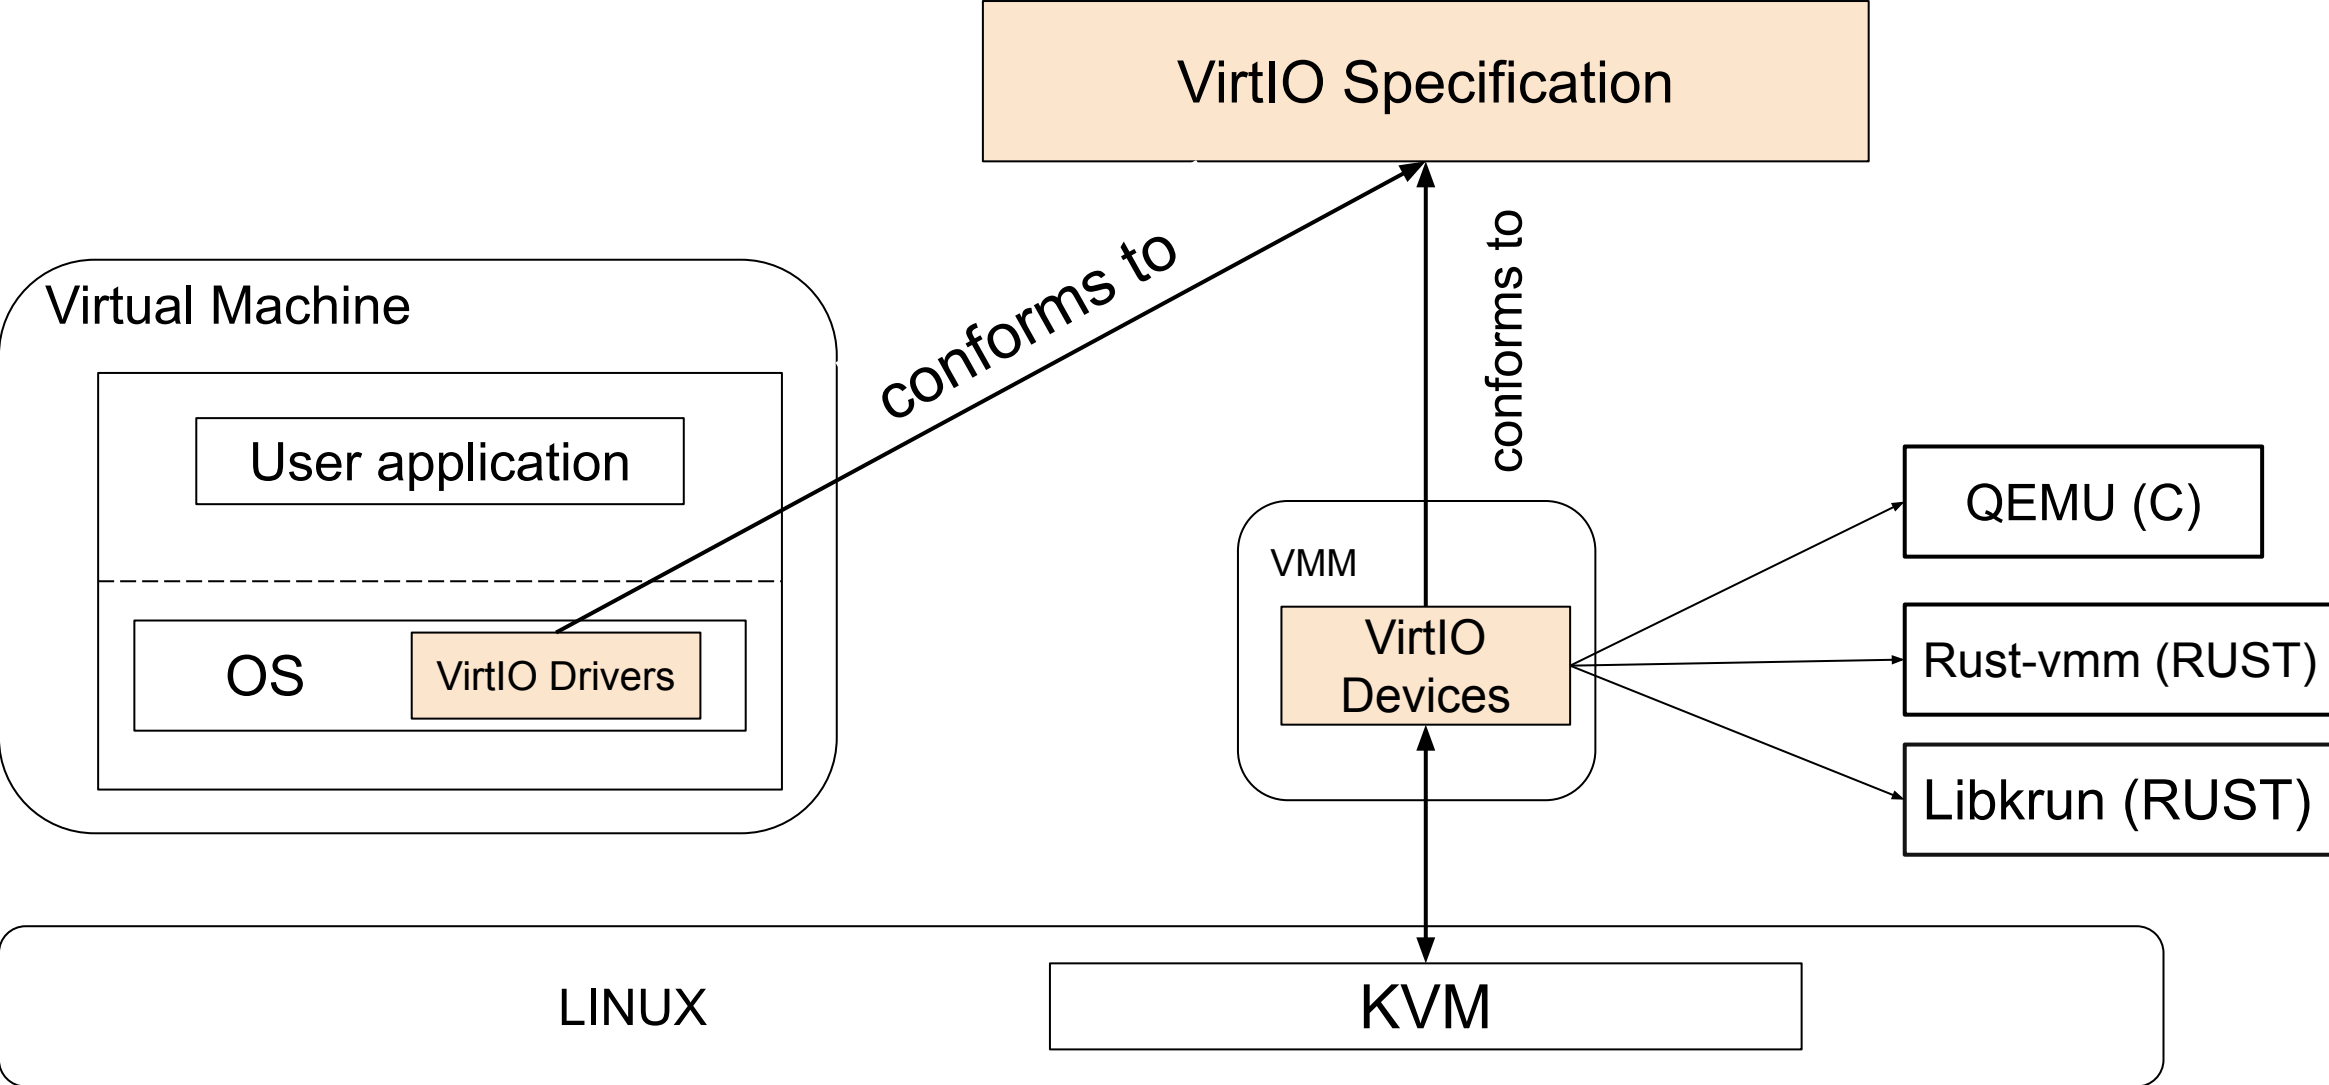 VirtIO Specification
conforms to
conforms to
Virtual Machine
User application
OS
VirtIO Drivers
VMM
VirtIO
Devices
QEMU (C)
Rust-vmm (RUST)
Libkrun (RUST)
LINUX
KVM